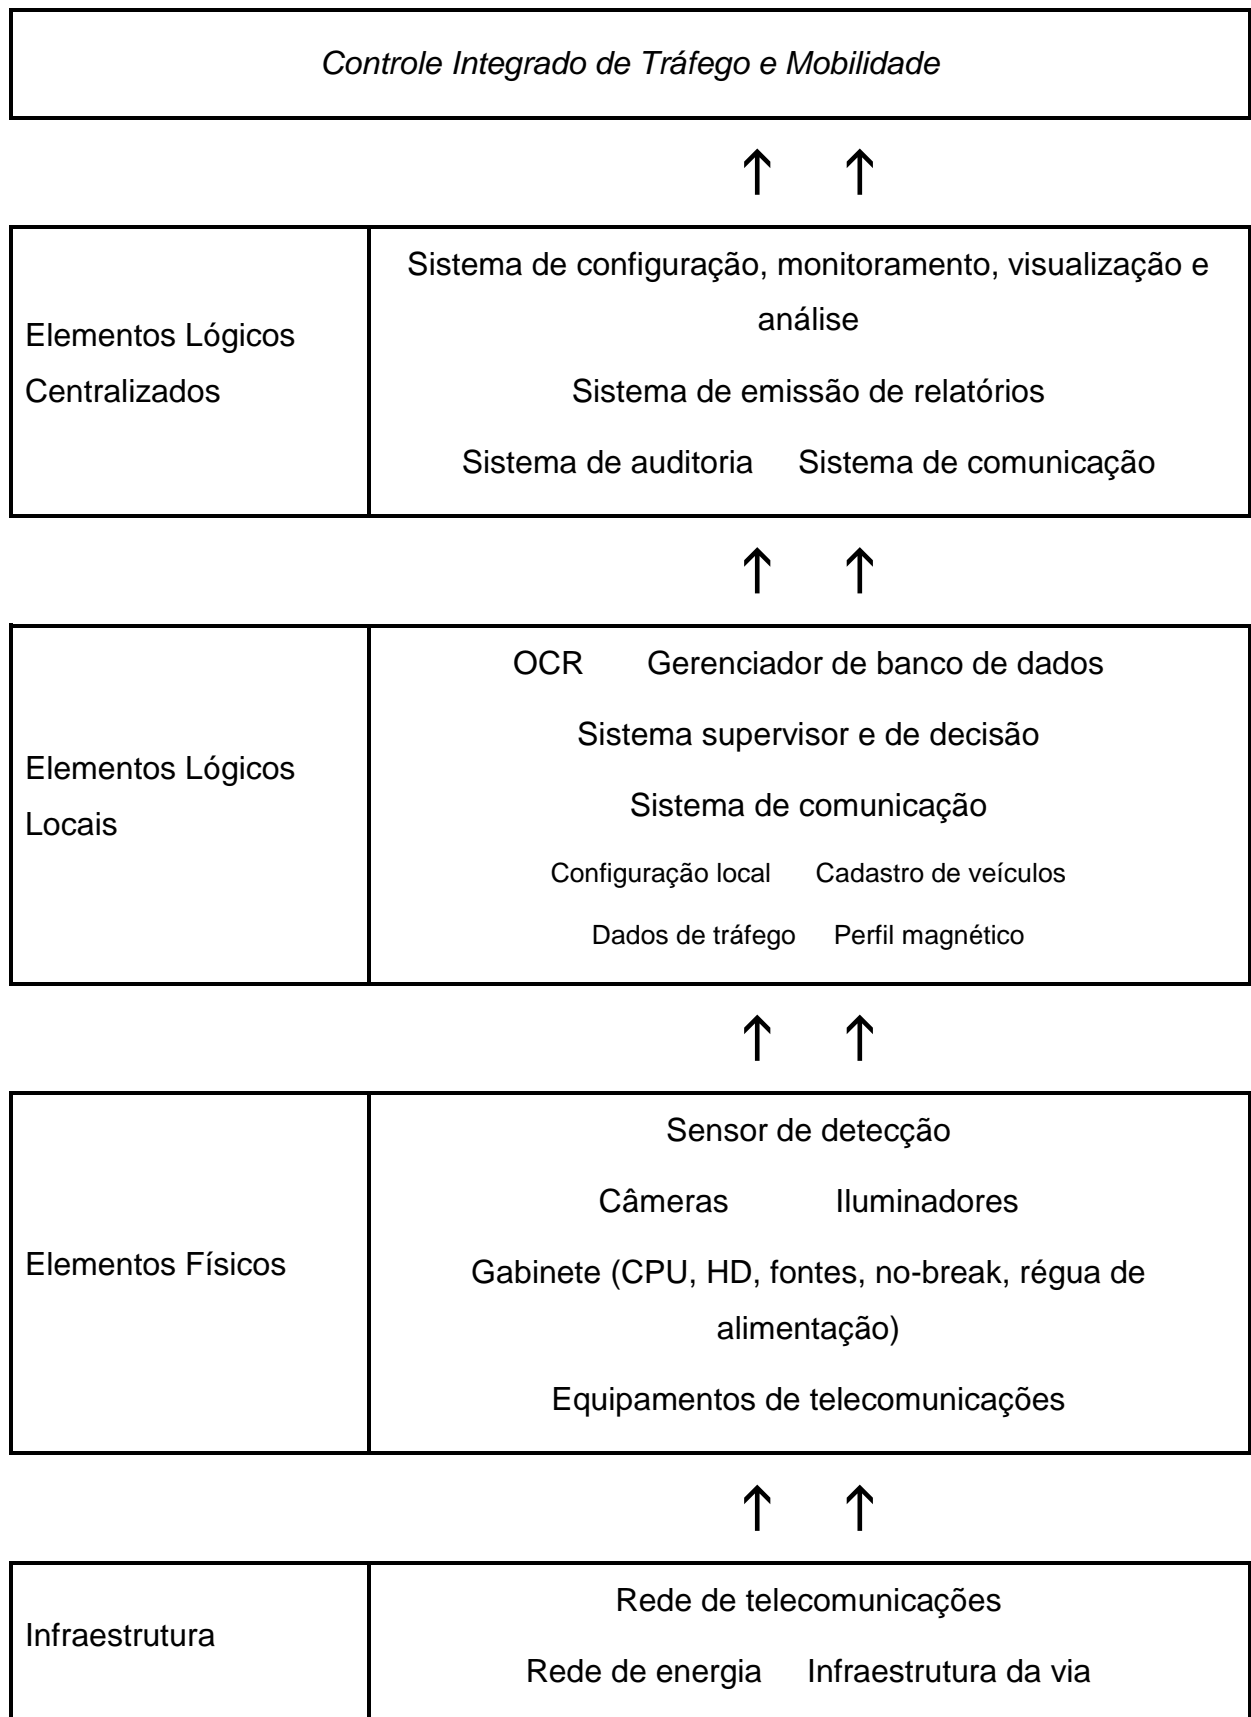 Controle Integrado de Tráfego e Mobilidade
↑ ↑
Elementos Lógicos
Centralizados
Sistema de configuração, monitoramento, visualização e
análise
Sistema de emissão de relatórios
Sistema de auditoria Sistema de comunicação
↑ ↑
Elementos Lógicos
Locais
OCR Gerenciador de banco de dados
Sistema supervisor e de decisão
Sistema de comunicação
Configuração local Cadastro de veículos
Dados de tráfego Perfil magnético
↑ ↑
Elementos Físicos
Sensor de detecção
Câmeras Iluminadores
Gabinete (CPU, HD, fontes, no-break, régua de
alimentação)
Equipamentos de telecomunicações
↑ ↑
Infraestrutura
Rede de telecomunicações
Rede de energia Infraestrutura da via